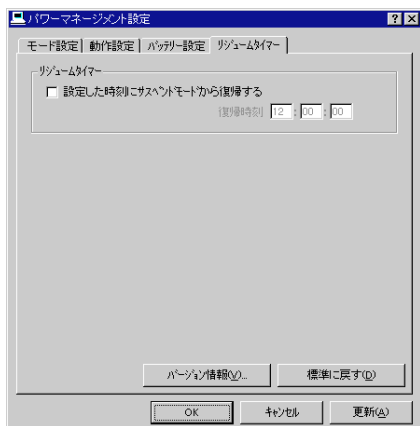 パワーマネージメント設定
モード設定 動作設定 バッテリー設定 リジュームタイマー
リジュームタイマー
設定した時刻にサスペンドモードから復帰する
復帰時刻 12 : 00 : 00
バージョン情報(V)... 標準に戻す(D)
OK キャンセル 更新(A)